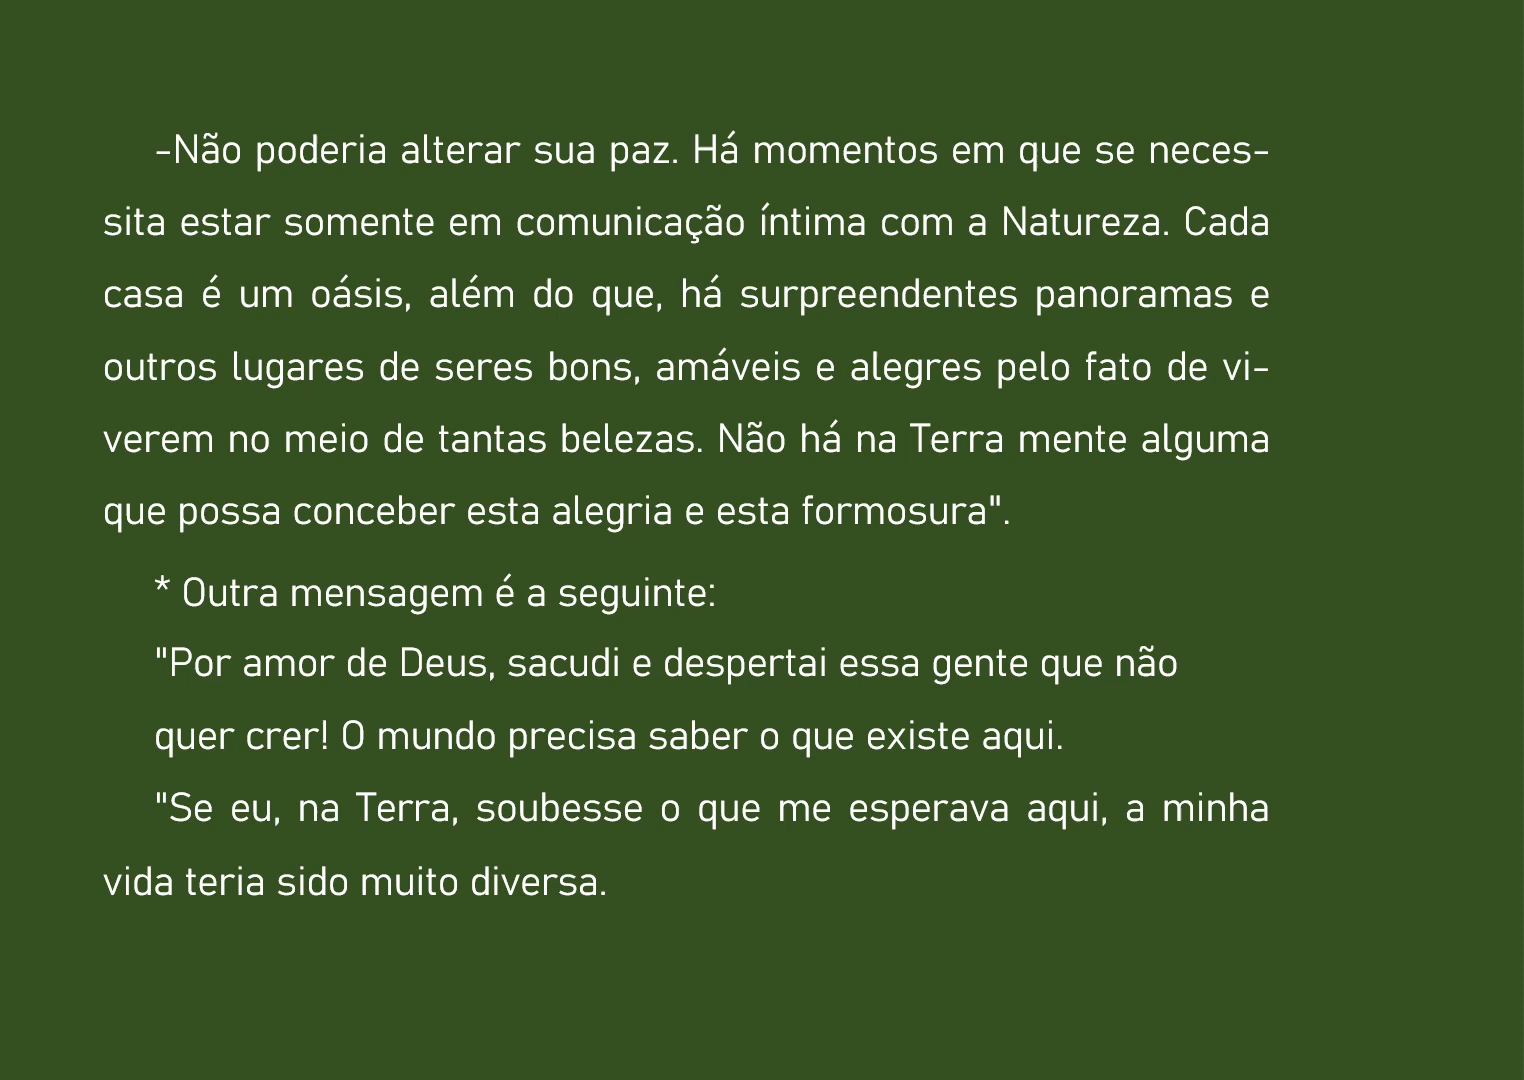 -Não poderia alterar sua paz. Há momentos em que se neces-
sita estar somente em comunicação íntima com a Natureza. Cada
casa é um oásis, além do que, há surpreendentes panoramas e
outros lugares de seres bons, amáveis e alegres pelo fato de vi-
verem no meio de tantas belezas. Não há na Terra mente alguma
que possa conceber esta alegria e esta formosura".
* Outra mensagem é a seguinte:
"Por amor de Deus, sacudi e despertai essa gente que não
quer crer! O mundo precisa saber o que existe aqui.
"Se eu, na Terra, soubesse o que me esperava aqui, a minha
vida teria sido muito diversa.